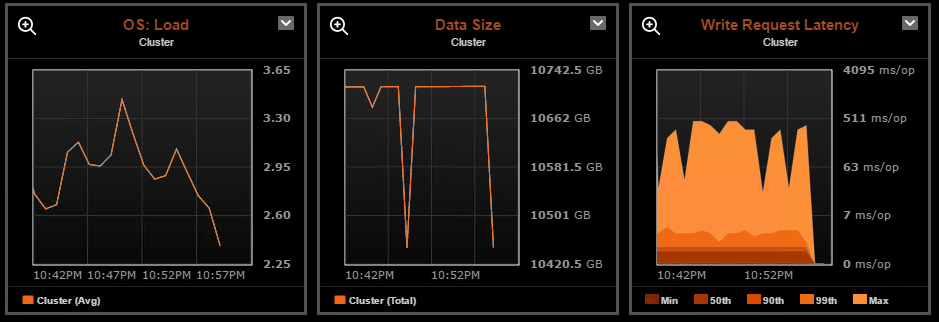 OS: Load
Cluster
3.65
3.30
2.95
2.60
2.25
10:42PM 10:47PM 10:52PM 10:57PM
Cluster (Avg)
Data Size
Cluster
10742.5 GB
10662 GB
10581.5 GB
10501 GB
10420.5 GB
10:42PM 10:52PM
Cluster (Total)
Write Request Latency
Cluster
4095 ms/op
511 ms/op
63 ms/op
7 ms/op
0 ms/op
10:42PM 10:52PM
Min 50th 90th 99th Max